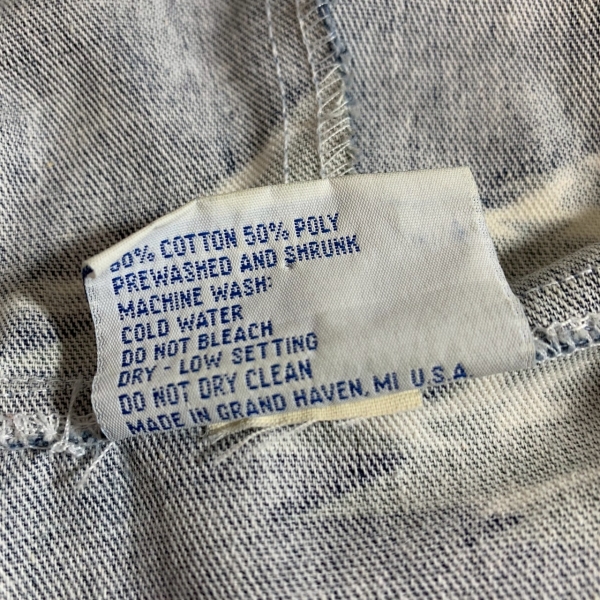 50% COTTON 50% POLY
PREWASHED AND SHRUNK
MACHINE WASH
COLD WATER
DO NOT BLEACH
DRY - LOW SETTING
DO NOT DRY CLEAN
MADE IN GRAND HAVEN, MI U.S.A.